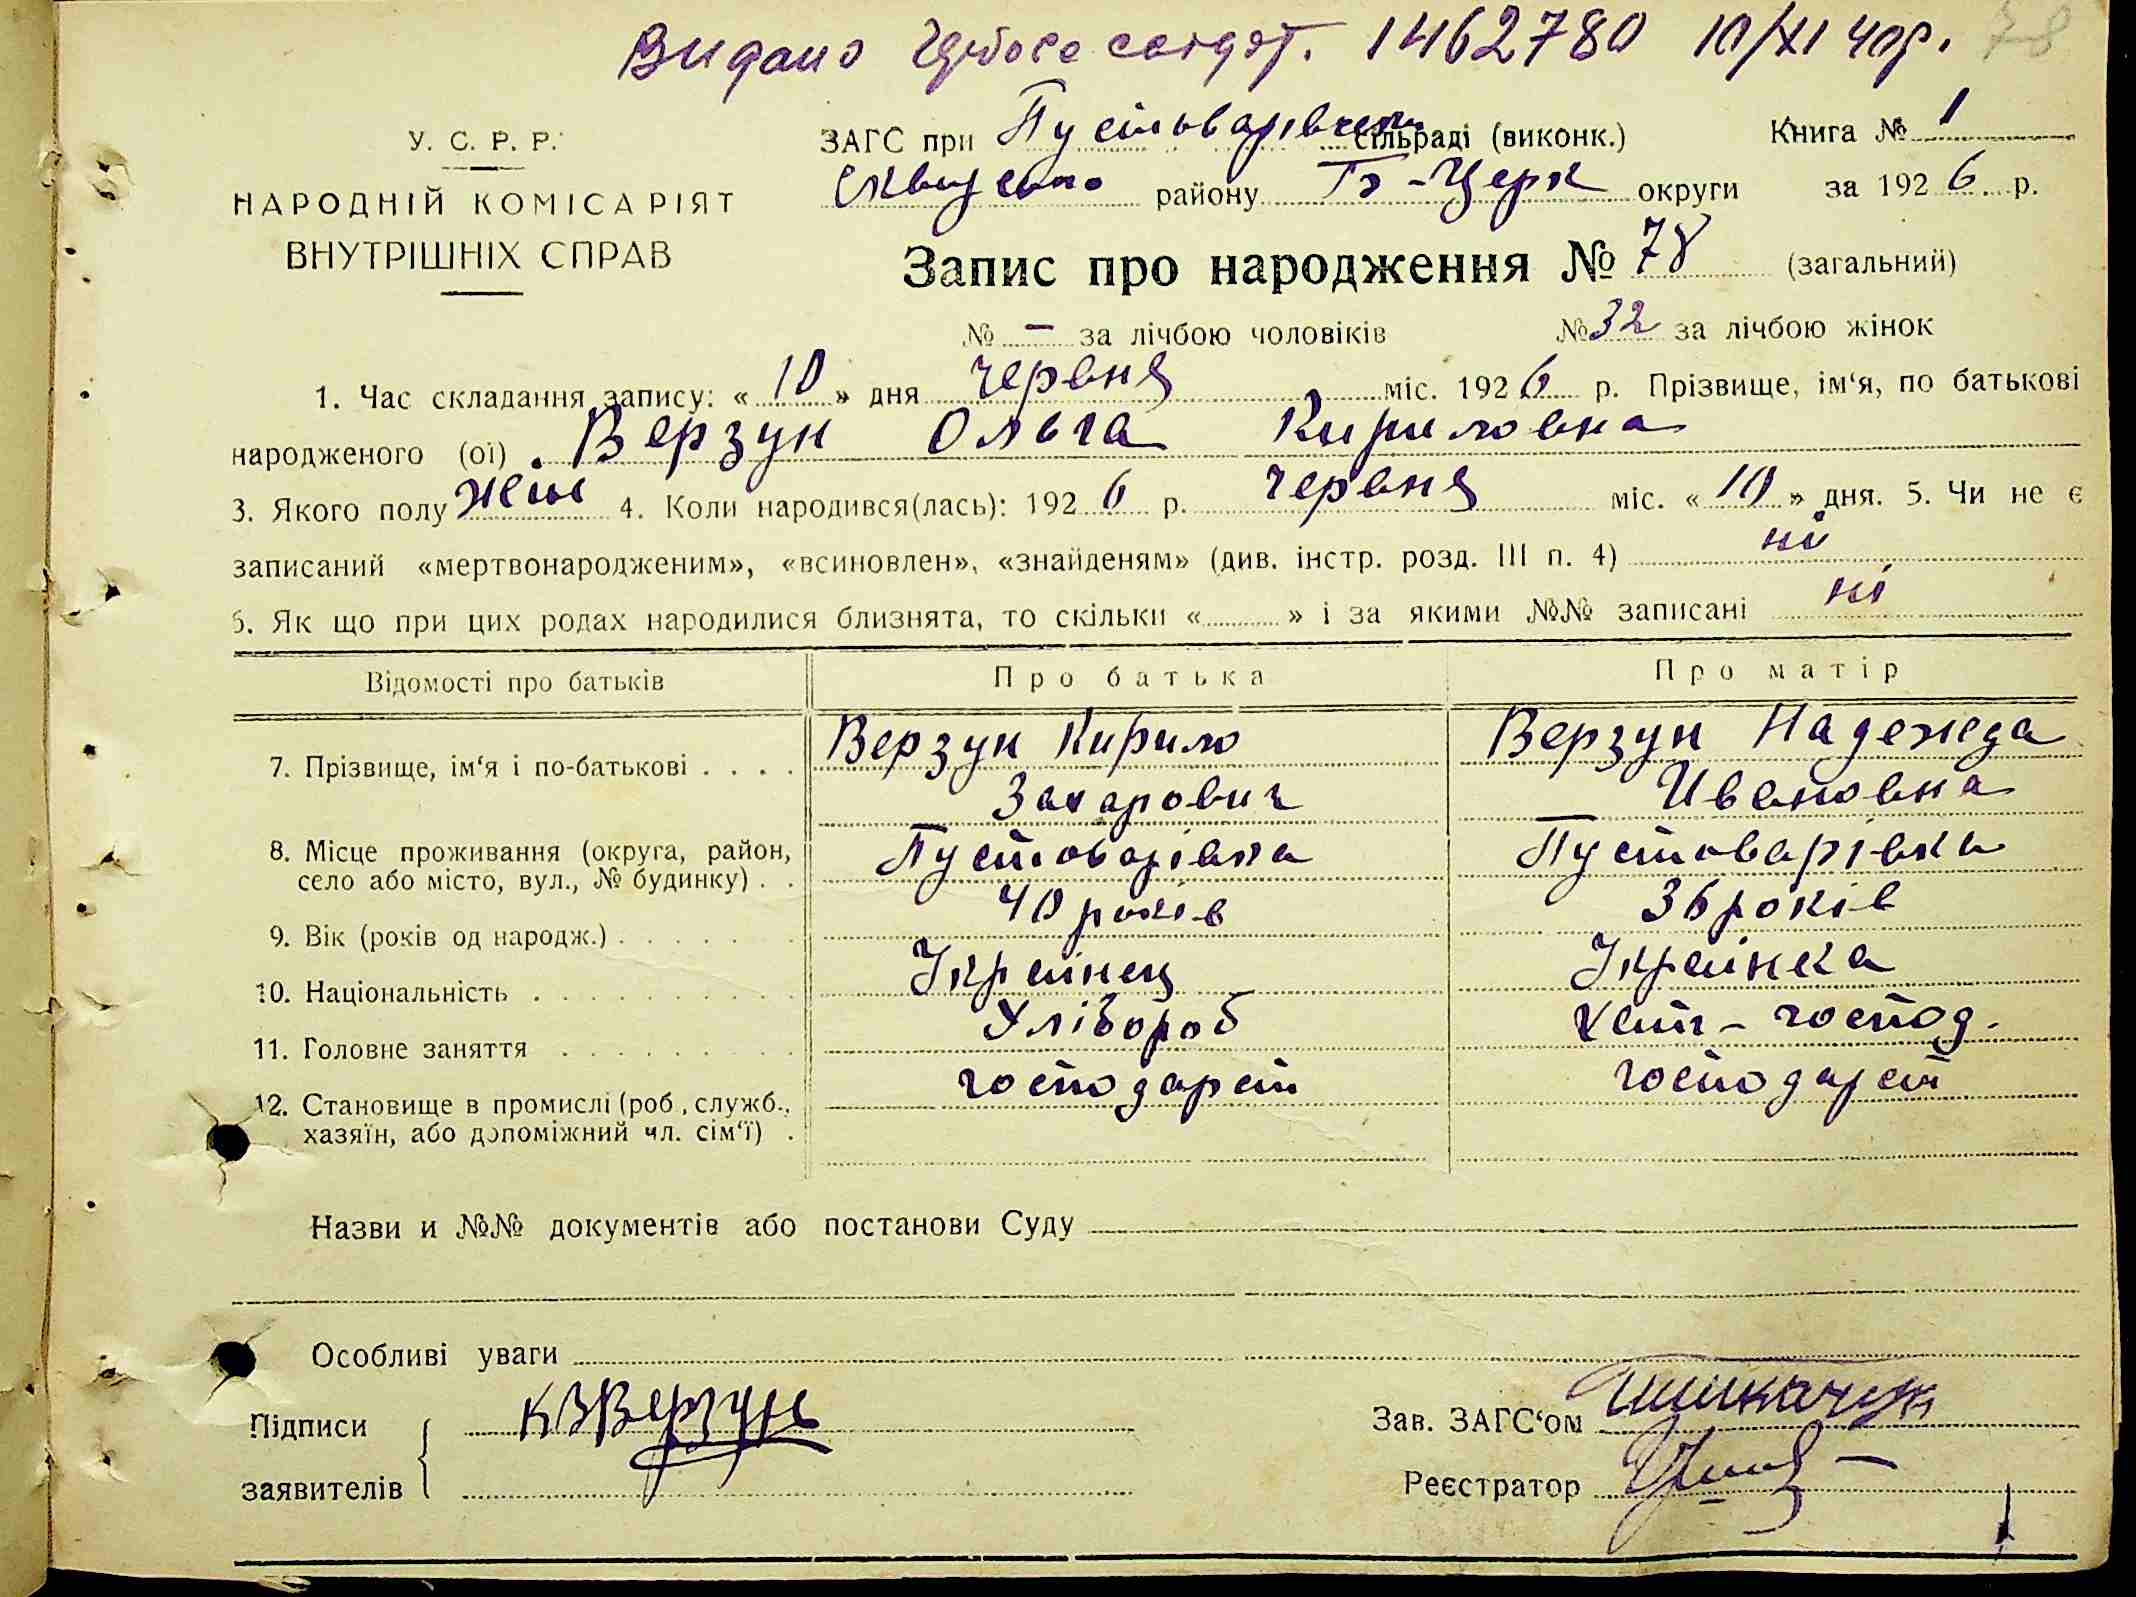 Видано 1462780 10/XI 40р. 78
У. С. Р. Р.
НАРОДНІЙ КОМІСАРІЯТ
ВНУТРІШНІХ СПРАВ
ЗАГС при Пустоварівськ сільраді (виконк.) Книга № 1
Сквирсько району Б-Церк округи за 1926 р.
Запис про народження № 78 (загальний)
№ — за лічбою чоловіків № 32 за лічбою жінок
1. Час складання запису: «10» дня червня міс. 1926 р. Прізвище, ім‘я, по батькові
народженого (ої) Верзун Ольга Кириловна
3. Якого полу жін 4. Коли народився(лась): 1926 р. червня міс. «10» дня. 5. Чи не є
записаний «мертвонародженим», «всиновлен», «знайденям» (див. інстр. розд. III п. 4) ні
6. Як що при цих родах народилися близнята, то скільки «......» і за якими №№ записані ні
Відомості про батьків Про батька Про матір
7. Прізвище, ім‘я і по-батькові . . . . Верзун Кирило Верзун Надежда
Захарович Ивановна
8. Місце проживання (округа, район, Пустоварівка Пустоварівка
село або місто, вул., № будинку) . .
9. Вік (років од народж.) . . . . . . . 40 років 36 років
10. Національність . . . . . . . . . . Українец Українка
11. Головне заняття . . . . . . . . . Хлібороб хат-господ.
12. Становище в промислі (роб., служб., господарст господарст
хазяїн, або допоміжний чл. сім‘ї) .
Назви и №№ документів або постанови Суду
Особливі уваги
Підписи К В Верзун Зав. ЗАГС‘ом
заявителів Реєстратор